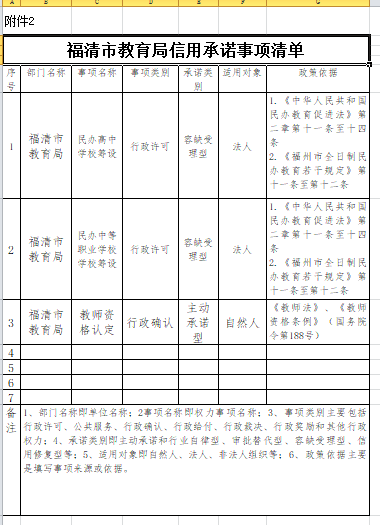 A B C D E F G
附件2
福清市教育局信用承诺事项清单
序号 部门名称 事项名称 事项类别 承诺类别 适用对象 政策依据
1 福清市教育局 民办高中学校筹设 行政许可 容缺受理型 法人 1.《中华人民共和国民办教育促进法》第二章第十一条至十四条
2.《福州市全日制民办教育若干规定》第十一条至第十二条
2 福清市教育局 民办中等职业学校学校筹设 行政许可 容缺受理型 法人 1.《中华人民共和国民办教育促进法》第二章第十一条至十四条
2.《福州市全日制民办教育若干规定》第十一条至第十二条
3 福清市教育局 教师资格认定 行政确认 主动承诺型 自然人 《教师法》、《教师资格条例》（国务院令第188号）
4
5
6
7
备注 1、部门名称即单位名称；2事项名称即权力事项名称；3、事项类别主要包括
行政许可、公共服务、行政确认、行政给付、行政裁决、行政奖励和其他行政
权力；4、承诺类别即主动承诺和行业自律型、审批替代型、容缺受理型、信
用修复型等；5、适用对象即自然人、法人、非法人组织等；6、政策依据主要
是填写事项来源或依据。